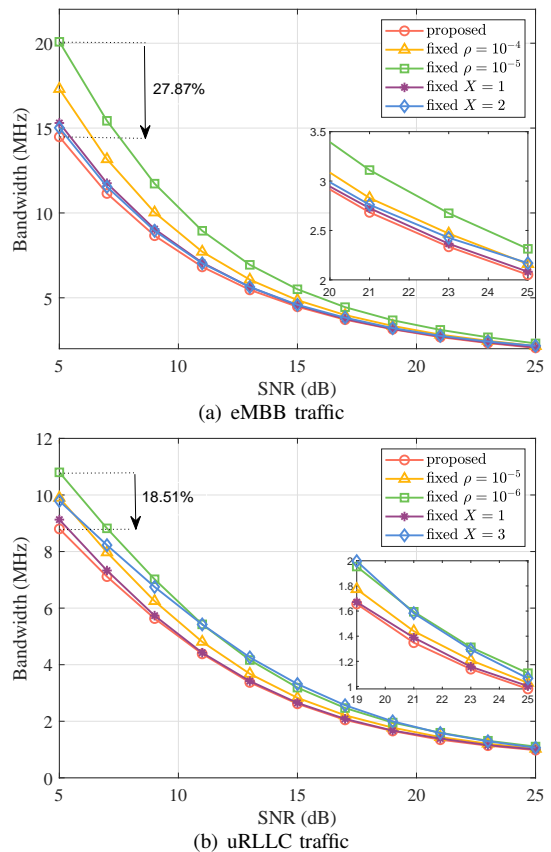 proposed
fixed ρ = 10⁻⁴
fixed ρ = 10⁻⁵
fixed X = 1
fixed X = 2
27.87%
20
15
10
5
Bandwidth (MHz)
3.5
3
2.5
2
20 21 22 23 24 25
5 10 15 20 25
SNR (dB)
(a) eMBB traffic
proposed
fixed ρ = 10⁻⁵
fixed ρ = 10⁻⁶
fixed X = 1
fixed X = 3
18.51%
12
10
8
6
4
2
0
Bandwidth (MHz)
2
1.8
1.6
1.4
1.2
1
19 20 21 22 23 24 25
5 10 15 20 25
SNR (dB)
(b) uRLLC traffic